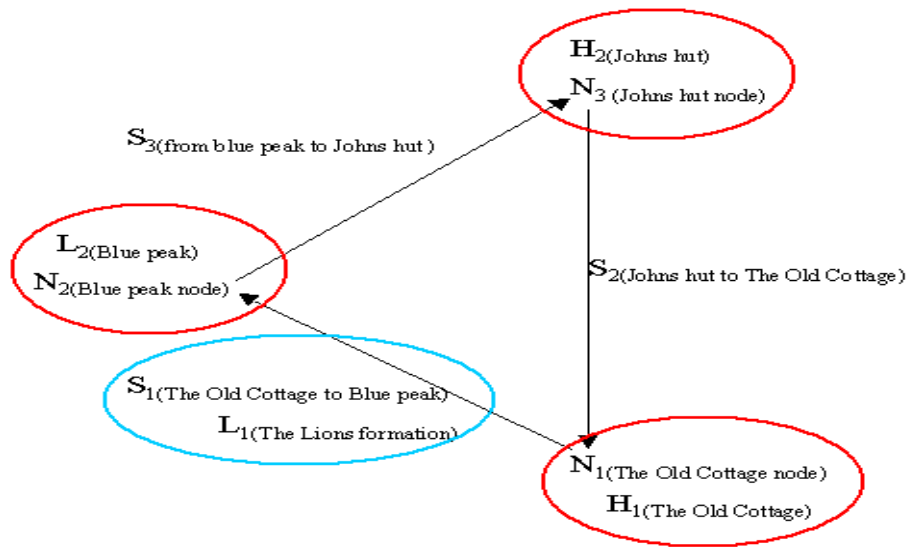 H2(Johns hut)
N3 (Johns hut node)
S3(from blue peak to Johns hut )
L2(Blue peak)
N2(Blue peak node)
S2(Johns hut to The Old Cottage)
S1(The Old Cottage to Blue peak)
L1(The Lions formation)
N1(The Old Cottage node)
H1(The Old Cottage)